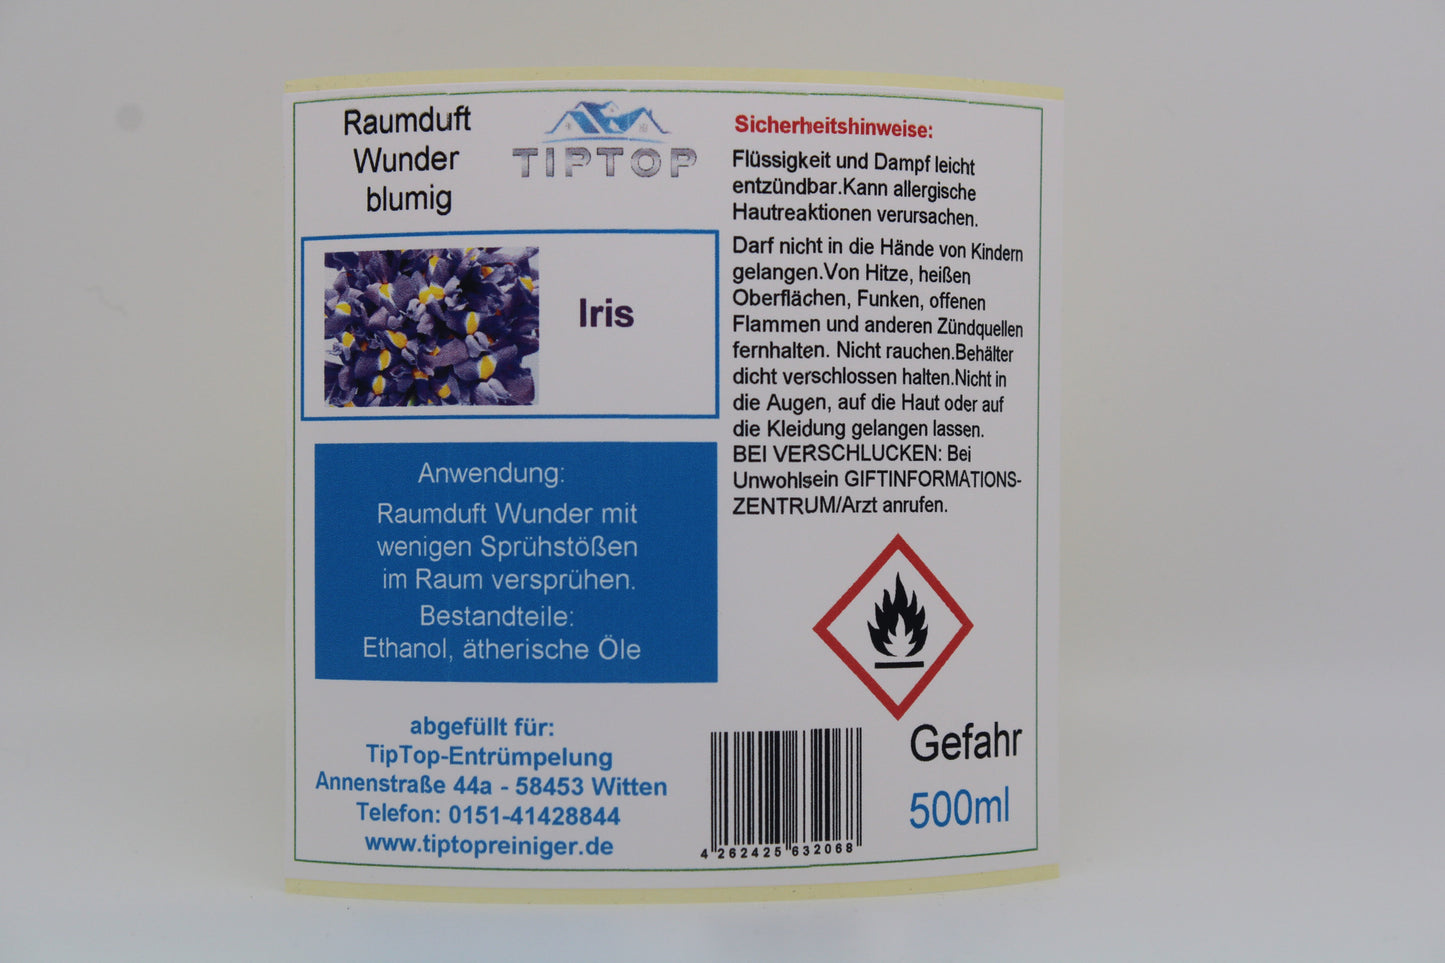 Raumduft
Wunder
blumig
TIPTOP
Iris
Anwendung:
Raumduft Wunder mit
wenigen Sprühstößen
im Raum versprühen.
Bestandteile:
Ethanol, ätherische Öle
abgefüllt für:
TipTop-Entrümpelung
Annenstraße 44a - 58453 Witten
Telefon: 0151-41428844
www.tiptopreiniger.de
Sicherheitshinweise:
Flüssigkeit und Dampf leicht
entzündbar.Kann allergische
Hautreaktionen verursachen.
Darf nicht in die Hände von Kindern
gelangen.Von Hitze, heißen
Oberflächen, Funken, offenen
Flammen und anderen Zündquellen
fernhalten. Nicht rauchen.Behälter
dicht verschlossen halten.Nicht in
die Augen, auf die Haut oder auf
die Kleidung gelangen lassen.
BEI VERSCHLUCKEN: Bei
Unwohlsein GIFTINFORMATIONS-
ZENTRUM/Arzt anrufen.
Gefahr
500ml
4 262425 632068